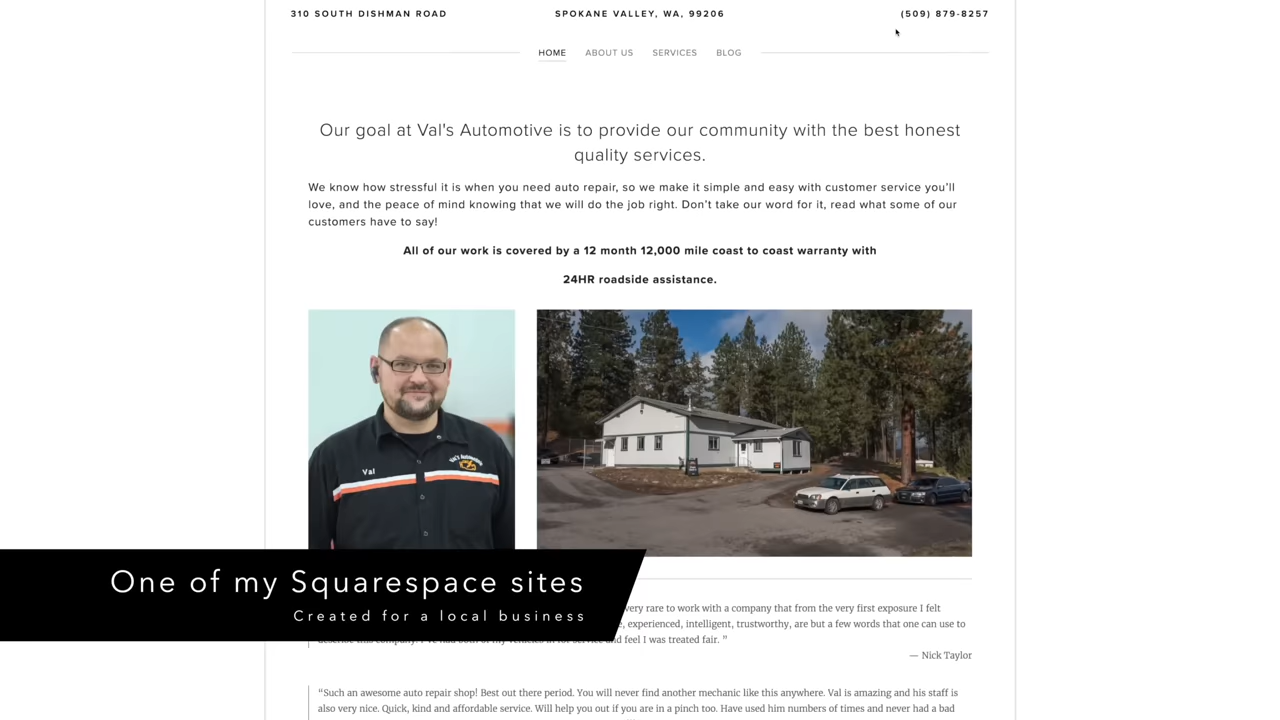 310 SOUTH DISHMAN ROAD
SPOKANE VALLEY, WA, 99206
(509) 879-8257
HOME
ABOUT US
SERVICES
BLOG
Our goal at Val's Automotive is to provide our community with the best honest
quality services.
We know how stressful it is when you need auto repair, so we make it simple and easy with customer service you'll
love, and the peace of mind knowing that we will do the job right. Don't take our word for it, read what some of our
customers have to say!
All of our work is covered by a 12 month 12,000 mile coast to coast warranty with
24HR roadside assistance.
Val
Val's Automotive
One of my Squarespace sites
Created for a local business
very rare to work with a company that from the very first exposure I felt
experienced, intelligent, trustworthy, are but a few words that one can use to
feel I was treated fair. ”
— Nick Taylor
“Such an awesome auto repair shop! Best out there period. You will never find another mechanic like this anywhere. Val is amazing and his staff is
also very nice. Quick, kind and affordable service. Will help you out if you are in a pinch too. Have used him numbers of times and never had a bad